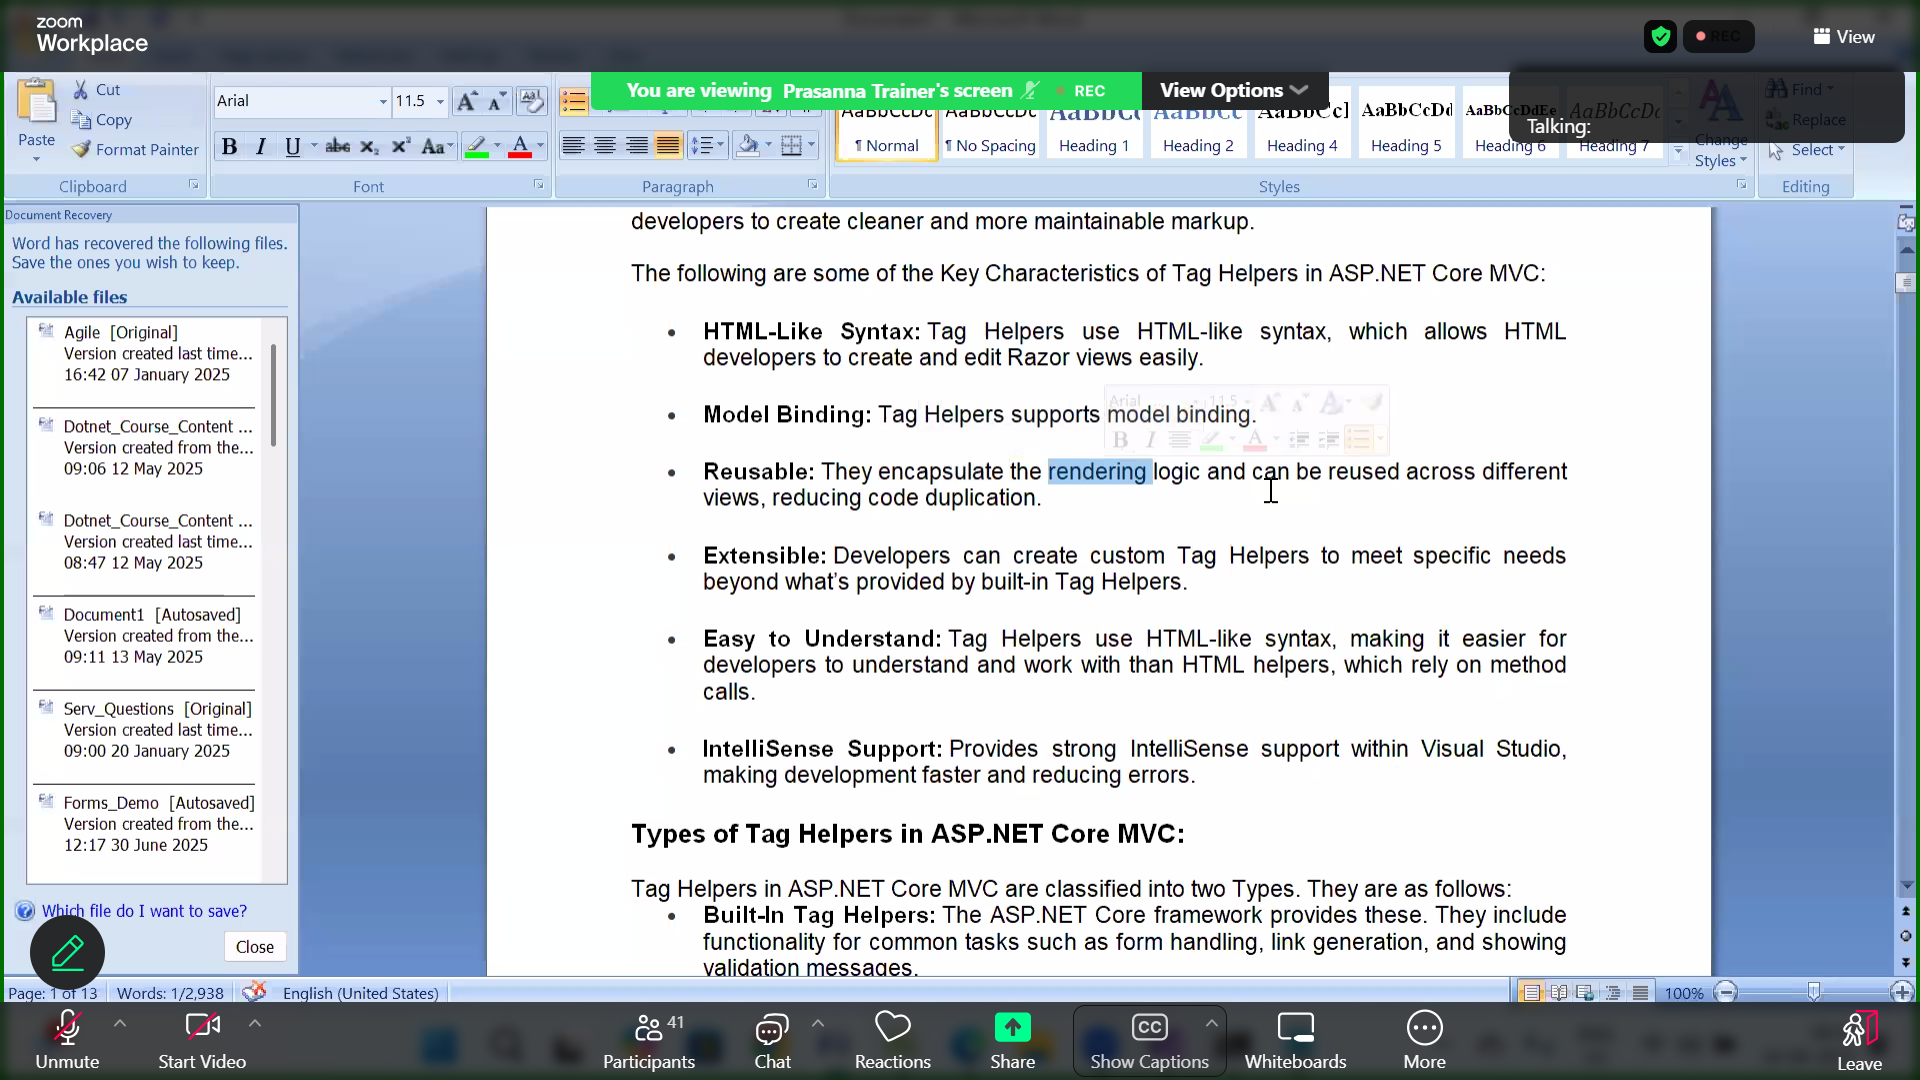 zoom
Workplace
REC
View
Cut
Copy
Format Painter
Paste
Clipboard
Arial
11.5
Font
Paragraph
You are viewing Prasanna Trainer's screen
REC
View Options
AaBbCcDc
¶ Normal
AaBbCcDc
¶ No Spacing
AaBbC
Heading 1
AaBbCc
Heading 2
AaBbCcI
Heading 4
AaBbCcDd
Heading 5
AaBbCcDdEe
Heading 6
AaBbCcDc
Heading 7
Styles
Talking:
Change
Styles
Find
Replace
Select
Editing
Document Recovery
Word has recovered the following files.
Save the ones you wish to keep.
Available files
Agile [Original]
Version created last time...
16:42 07 January 2025
Dotnet_Course_Content ...
Version created from the...
09:06 12 May 2025
Dotnet_Course_Content ...
Version created last time...
08:47 12 May 2025
Document1 [Autosaved]
Version created from the...
09:11 13 May 2025
Serv_Questions [Original]
Version created last time...
09:00 20 January 2025
Forms_Demo [Autosaved]
Version created from the...
12:17 30 June 2025
Which file do I want to save?
Close
developers to create cleaner and more maintainable markup.
The following are some of the Key Characteristics of Tag Helpers in ASP.NET Core MVC:
• HTML-Like Syntax: Tag Helpers use HTML-like syntax, which allows HTML
developers to create and edit Razor views easily.
• Model Binding: Tag Helpers supports model binding.
• Reusable: They encapsulate the rendering logic and can be reused across different
views, reducing code duplication.
• Extensible: Developers can create custom Tag Helpers to meet specific needs
beyond what's provided by built-in Tag Helpers.
• Easy to Understand: Tag Helpers use HTML-like syntax, making it easier for
developers to understand and work with than HTML helpers, which rely on method
calls.
• IntelliSense Support: Provides strong IntelliSense support within Visual Studio,
making development faster and reducing errors.
Types of Tag Helpers in ASP.NET Core MVC:
Tag Helpers in ASP.NET Core MVC are classified into two Types. They are as follows:
• Built-In Tag Helpers: The ASP.NET Core framework provides these. They include
functionality for common tasks such as form handling, link generation, and showing
validation messages.
Page: 1 of 13
Words: 1/2,938
English (United States)
100%
Unmute
Start Video
Participants
41
Chat
Reactions
Share
CC
Show Captions
Whiteboards
More
Leave